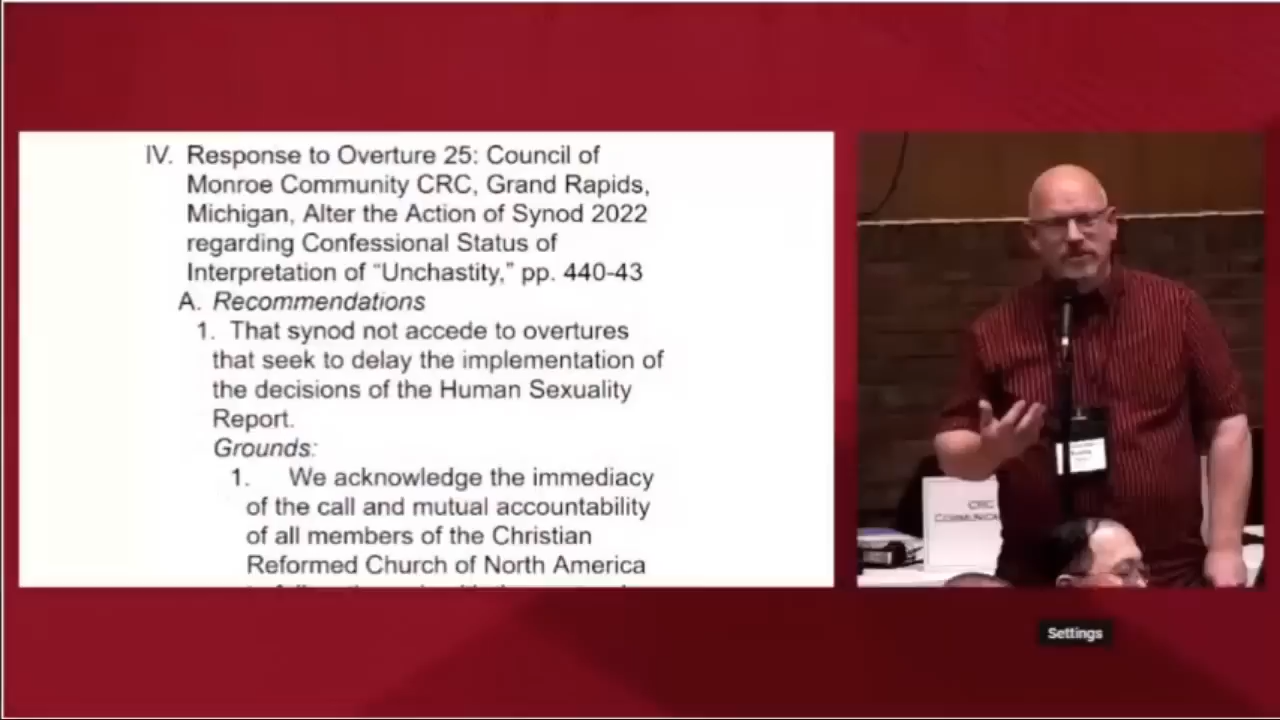 IV. Response to Overture 25: Council of
Monroe Community CRC, Grand Rapids,
Michigan, Alter the Action of Synod 2022
regarding Confessional Status of
Interpretation of “Unchastity,” pp. 440-43
A. Recommendations
1. That synod not accede to overtures
that seek to delay the implementation of
the decisions of the Human Sexuality
Report.
Grounds:
1. We acknowledge the immediacy
of the call and mutual accountability
of all members of the Christian
Reformed Church of North America
CRC
Settings